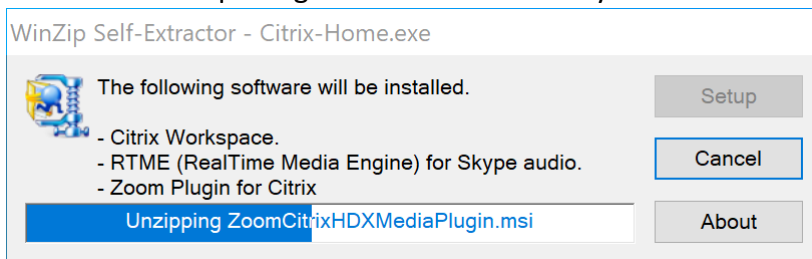 WinZip Self-Extractor - Citrix-Home.exe
The following software will be installed.
Setup
- Citrix Workspace.
- RTME (RealTime Media Engine) for Skype audio.
Cancel
- Zoom Plugin for Citrix
Unzipping ZoomCitrixHDXMediaPlugin.msi
About